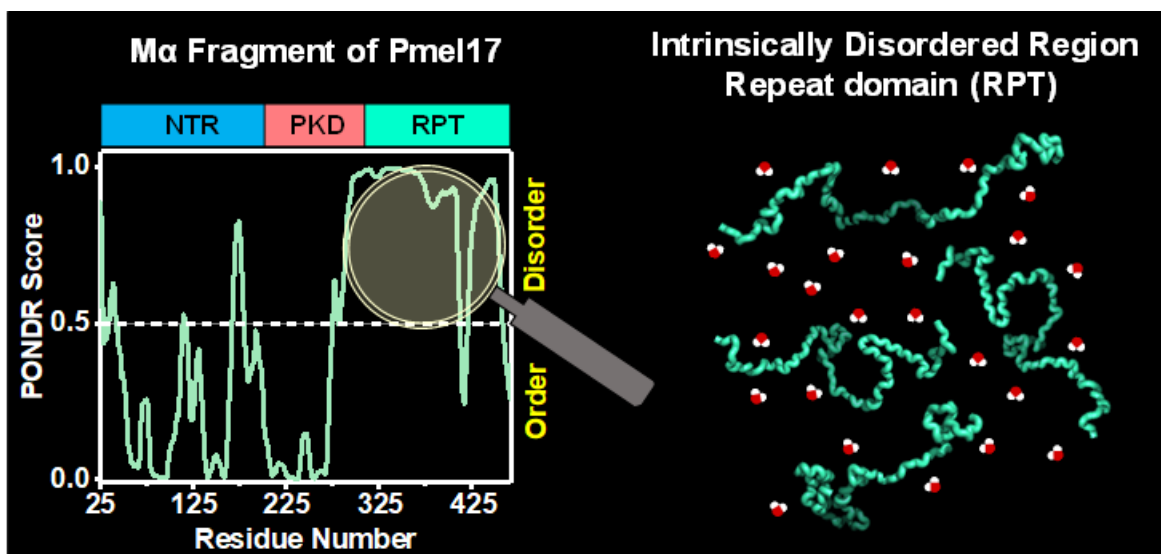 Mα Fragment of Pmel17
NTR PKD RPT
1.0
0.5
0.0
PONDR Score
Disorder
Order
25 125 225 325 425
Residue Number
Intrinsically Disordered Region
Repeat domain (RPT)